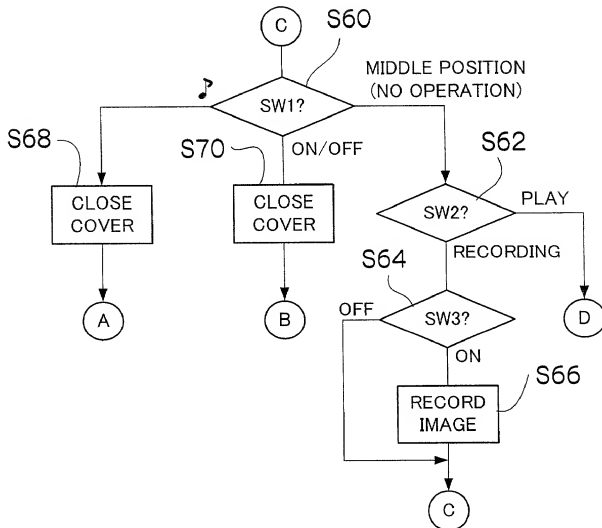 C
S60
♪
SW1?
MIDDLE POSITION
(NO OPERATION)
S68
S70
ON/OFF
S62
CLOSE
COVER
CLOSE
COVER
SW2?
PLAY
RECORDING
S64
A
B
OFF
SW3?
D
ON
S66
RECORD
IMAGE
C